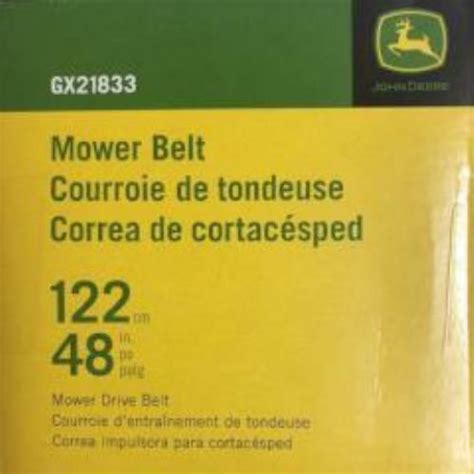 JOHN DEERE
GX21833
Mower Belt
Courroie de tondeuse
Correa de cortacésped
122 cm
48 in. po pulg
Mower Drive Belt
Courroie d'entraînement de tondeuse
Correa impulsora para cortacésped